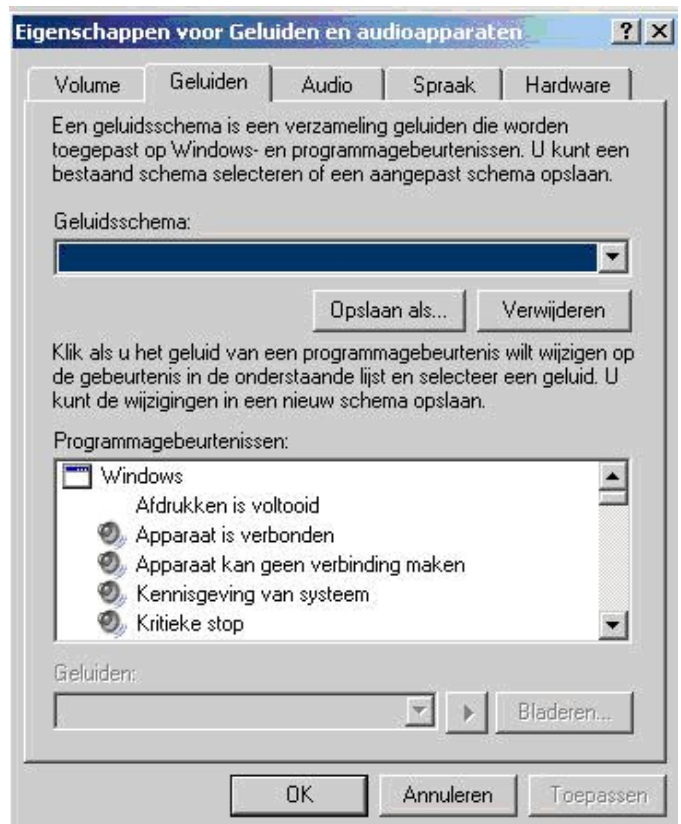 Eigenschappen voor Geluiden en audioapparaten
Volume Geluiden Audio Spraak Hardware
Een geluidsschema is een verzameling geluiden die worden
toegepast op Windows- en programmagebeurtenissen. U kunt een
bestaand schema selecteren of een aangepast schema opslaan.
Geluidsschema:
Opslaan als... Verwijderen
Klik als u het geluid van een programmagebeurtenis wilt wijzigen op
de gebeurtenis in de onderstaande lijst en selecteer een geluid. U
kunt de wijzigingen in een nieuw schema opslaan.
Programmagebeurtenissen:
Windows
Afdrukken is voltooid
Apparaat is verbonden
Apparaat kan geen verbinding maken
Kennisgeving van systeem
Kritieke stop
Geluiden:
Bladeren...
OK Annuleren Toepassen